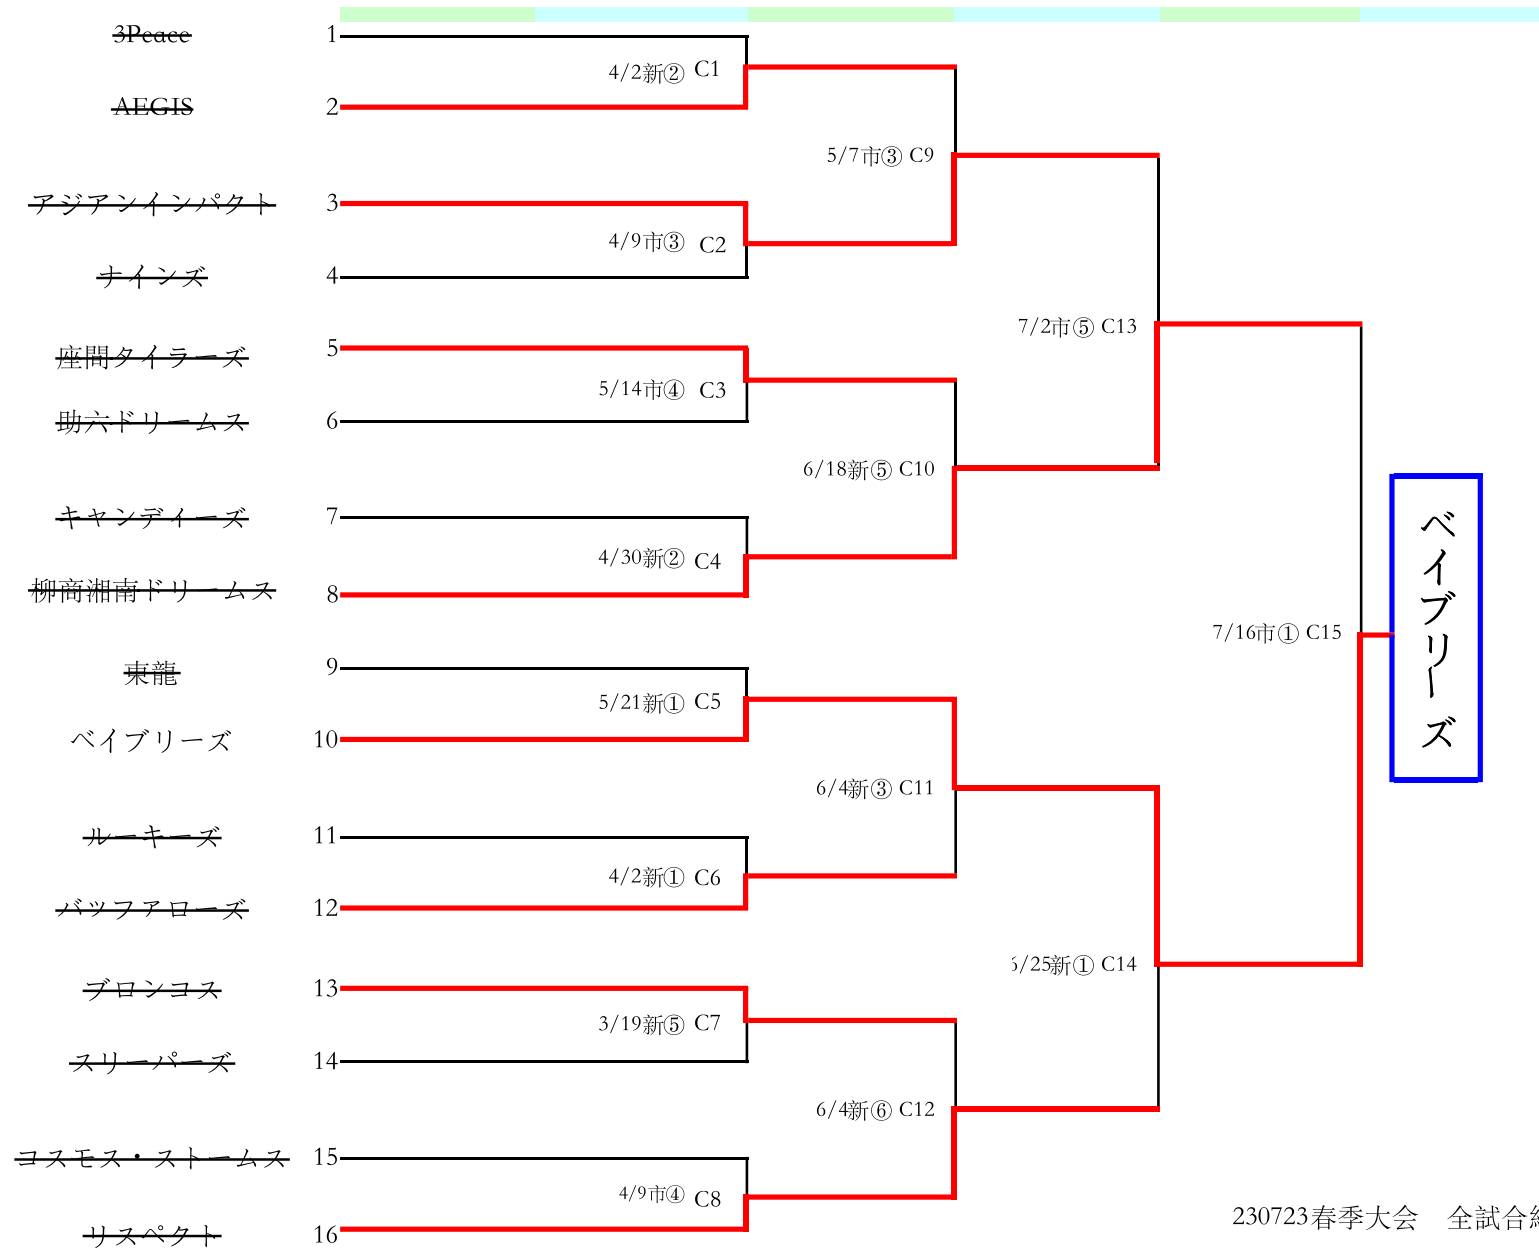 3Peace 1
4/2新② C1
AEGIS 2
5/7市③ C9
アジアンインパクト 3
4/9市③ C2
ナインズ 4
7/2市⑤ C13
座間タイラーズ 5
5/14市④ C3
助六ドリームス 6
6/18新⑤ C10
キャンディーズ 7
4/30新② C4
柳商湘南ドリームス 8
ベイブリーズ
7/16市① C15
東龍 9
5/21新① C5
ベイブリーズ 10
6/4新③ C11
ルーキーズ 11
4/2新① C6
バッファローズ 12
/25新① C14
ブロンコス 13
3/19新⑤ C7
スリーパーズ 14
6/4新⑥ C12
コスモス・ストームス 15
4/9市④ C8
リスペクト 16
230723春季大会 全試合